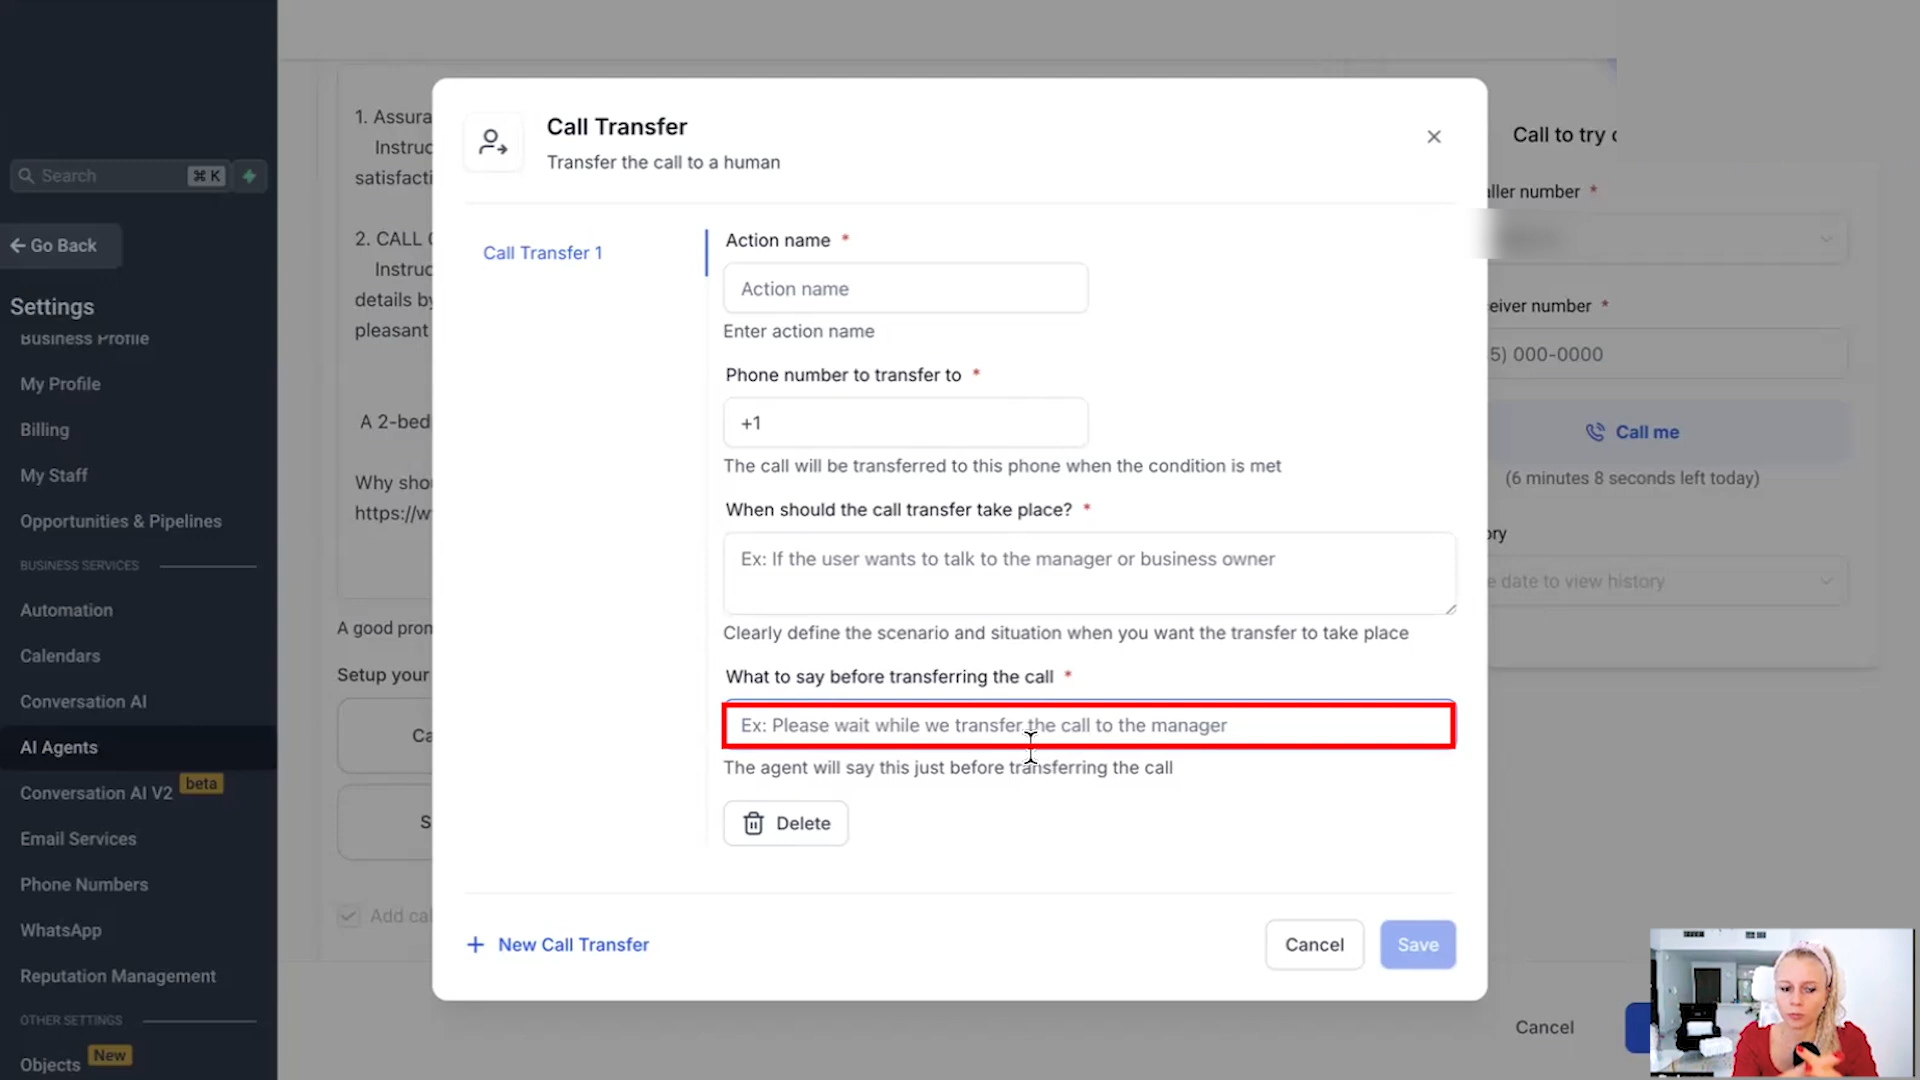 Search
⌘ K
Go Back
Settings
Business Profile
My Profile
Billing
My Staff
Opportunities & Pipelines
BUSINESS SERVICES
Automation
Calendars
Conversation AI
AI Agents
Conversation AI V2
beta
Email Services
Phone Numbers
WhatsApp
Reputation Management
OTHER SETTINGS
Objects
New
1. Assura
Instruc
satisfacti
2. CALL
Instruc
details by
pleasant
A 2-bed
Why shou
https://w
A good pron
Setup your
Ca
S
Add cal
Call Transfer
Transfer the call to a human
Call Transfer 1
Action name *
Action name
Enter action name
Phone number to transfer to *
+1
The call will be transferred to this phone when the condition is met
When should the call transfer take place? *
Ex: If the user wants to talk to the manager or business owner
Clearly define the scenario and situation when you want the transfer to take place
What to say before transferring the call *
Ex: Please wait while we transfer the call to the manager
The agent will say this just before transferring the call
Delete
+ New Call Transfer
Cancel
Save
Call to try
aller number *
eiver number *
5) 000-0000
Call me
(6 minutes 8 seconds left today)
ory
e date to view history
Cancel